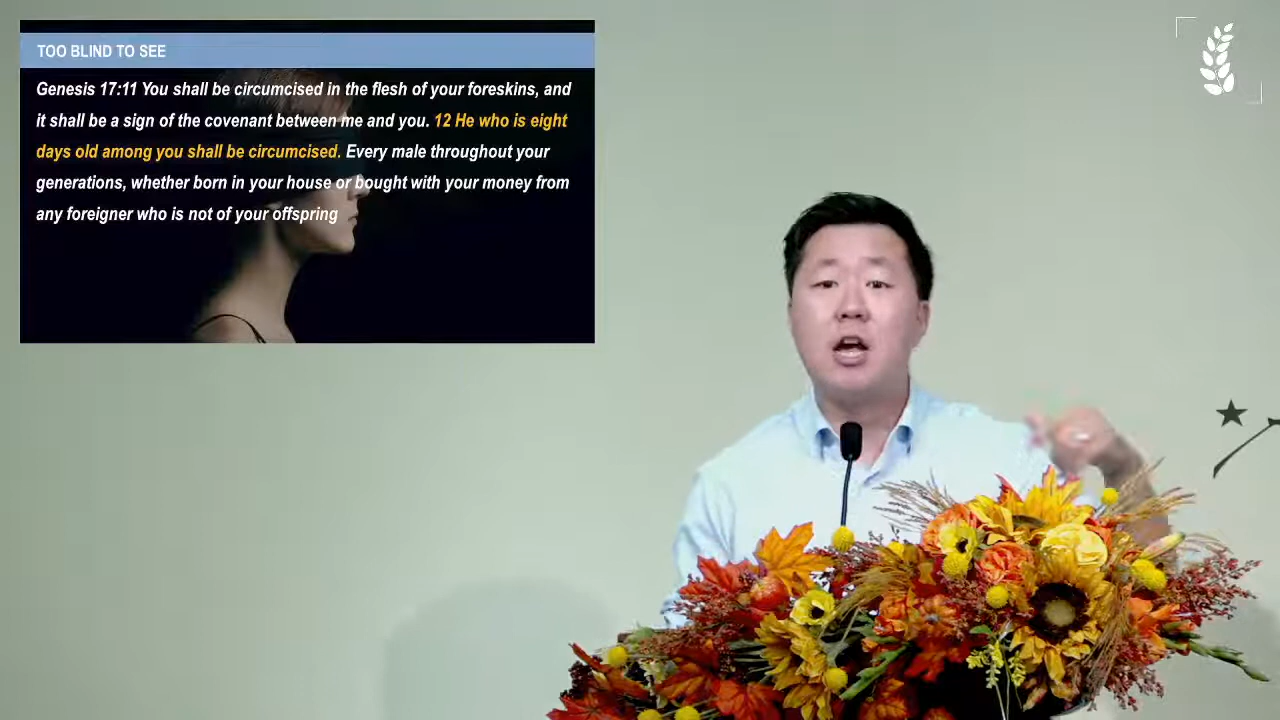 TOO BLIND TO SEE
Genesis 17:11 You shall be circumcised in the flesh of your foreskins, and
it shall be a sign of the covenant between me and you. 12 He who is eight
days old among you shall be circumcised. Every male throughout your
generations, whether born in your house or bought with your money from
any foreigner who is not of your offspring